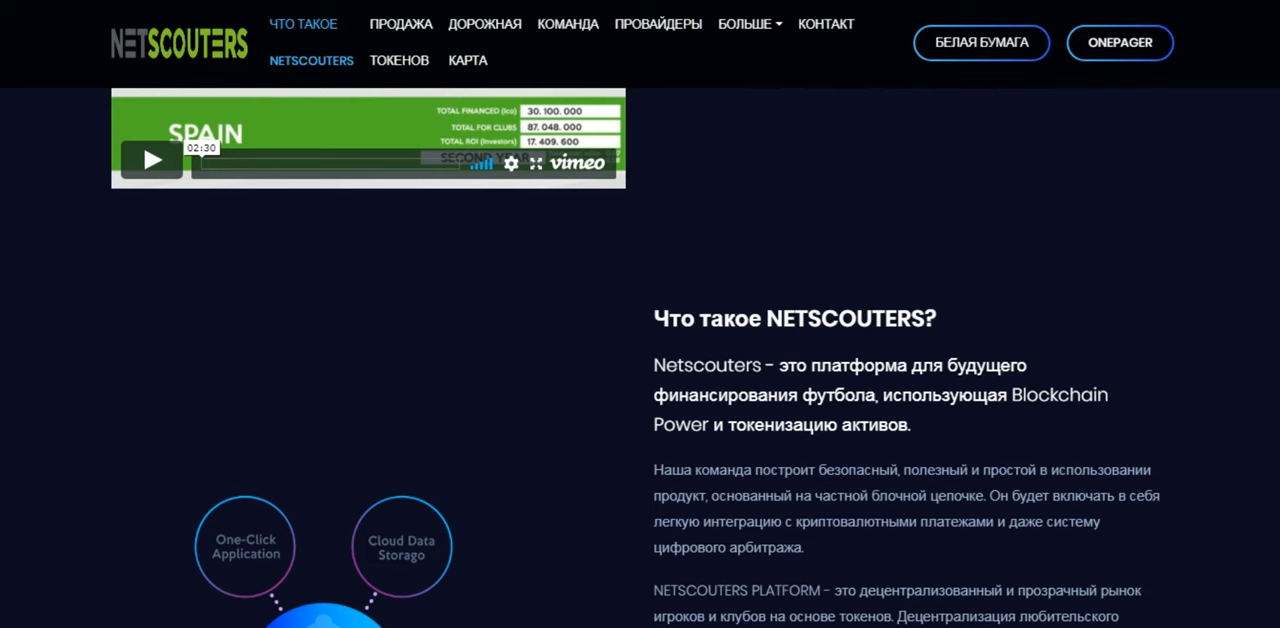 NETSCOUTERS
ЧТО ТАКОЕ NETSCOUTERS
ПРОДАЖА ТОКЕНОВ
ДОРОЖНАЯ КАРТА
КОМАНДА
ПРОВАЙДЕРЫ
БОЛЬШЕ
КОНТАКТ
БЕЛАЯ БУМАГА
ONEPAGER
SPAIN
TOTAL FINANCED (ico) 30. 100. 000
TOTAL FOR CLUBS 87. 048. 000
TOTAL ROI (Investors) 17. 409. 600
SECOND YEAR
02:30
vimeo
Что такое NETSCOUTERS?
Netscouters - это платформа для будущего
финансирования футбола, использующая Blockchain
Power и токенизацию активов.
Наша команда построит безопасный, полезный и простой в использовании
продукт, основанный на частной блочной цепочке. Он будет включать в себя
легкую интеграцию с криптовалютными платежами и даже систему
цифрового арбитража.
NETSCOUTERS PLATFORM - это децентрализованный и прозрачный рынок
игроков и клубов на основе токенов. Децентрализация любительского
One-Click
Application
Cloud Data
Storago